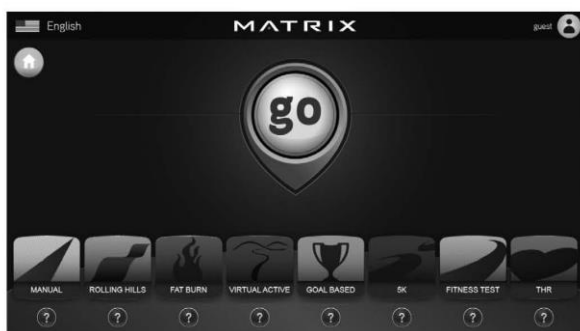 English
MATRIX
guest
go
MANUAL
ROLLING HILLS
FAT BURN
VIRTUAL ACTIVE
GOAL BASED
5K
FITNESS TEST
THR
? ? ? ? ? ? ? ?